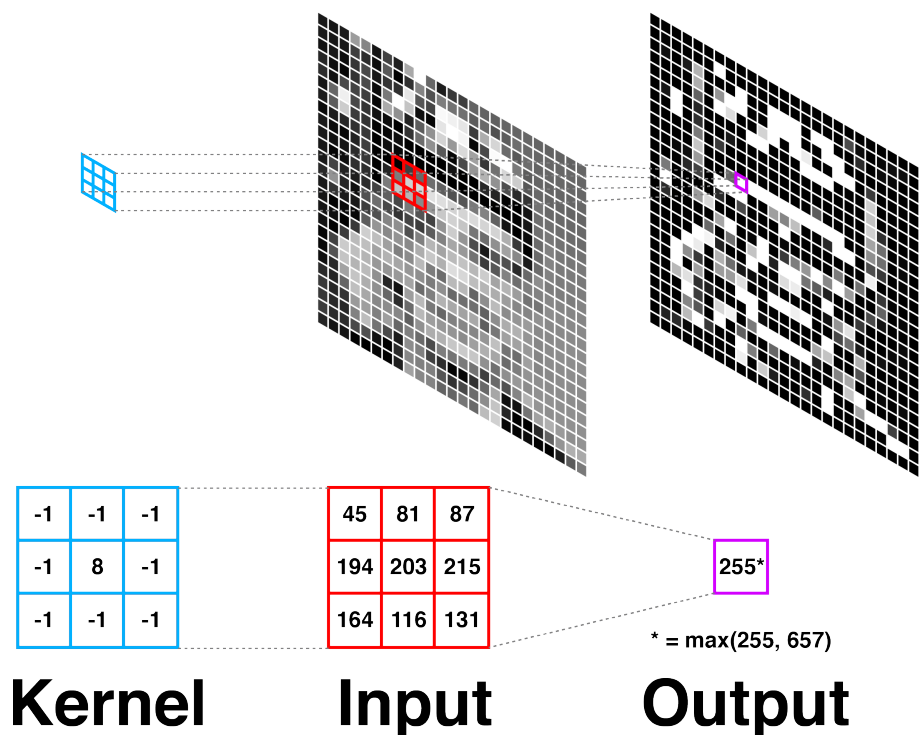 -1 -1 -1
45 81 87
-1 8 -1
194 203 215
255*
-1 -1 -1
164 116 131
* = max(255, 657)
Kernel
Input
Output